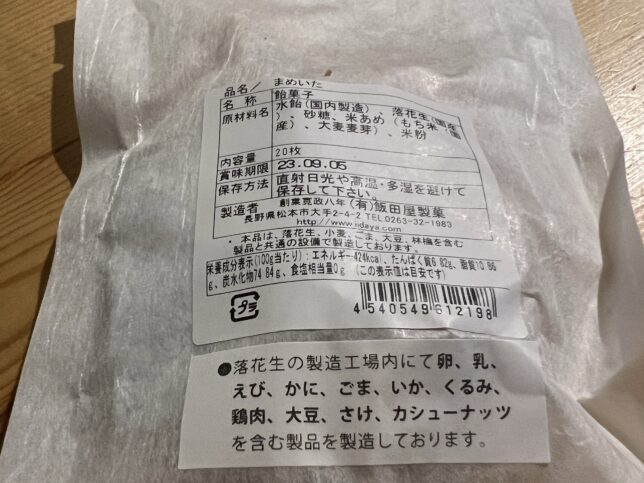 品名／ まめいた
名 称 飴菓子
原材料名 水飴(国内製造)、落花生(国産
)、砂糖、米あめ(もち米(国
産)、大麦麦芽)、米粉
内容量 20枚
賞味期限 23.09.05
保存方法 直射日光や高温・多湿を避けて
保存して下さい。
製造者 創業寛政八年 (有)飯田屋製菓
長野県松本市大手2-4-2 TEL0263-32-1983
http://www.iidaya.com
・本品は、落花生、小麦、ごま、大豆、林檎を含む
製品と共通の設備で製造しております。
栄養成分表示(100g当たり):エネルギー424kcal、たんぱく質6.82g、脂質10.86
g、炭水化物74.84g、食塩相当量0g (この表示値は目安です)
プラ
4 540549 612198
●落花生の製造工場内にて卵、乳、
えび、かに、ごま、いか、くるみ、
鶏肉、大豆、さけ、カシューナッツ
を含む製品を製造しております。